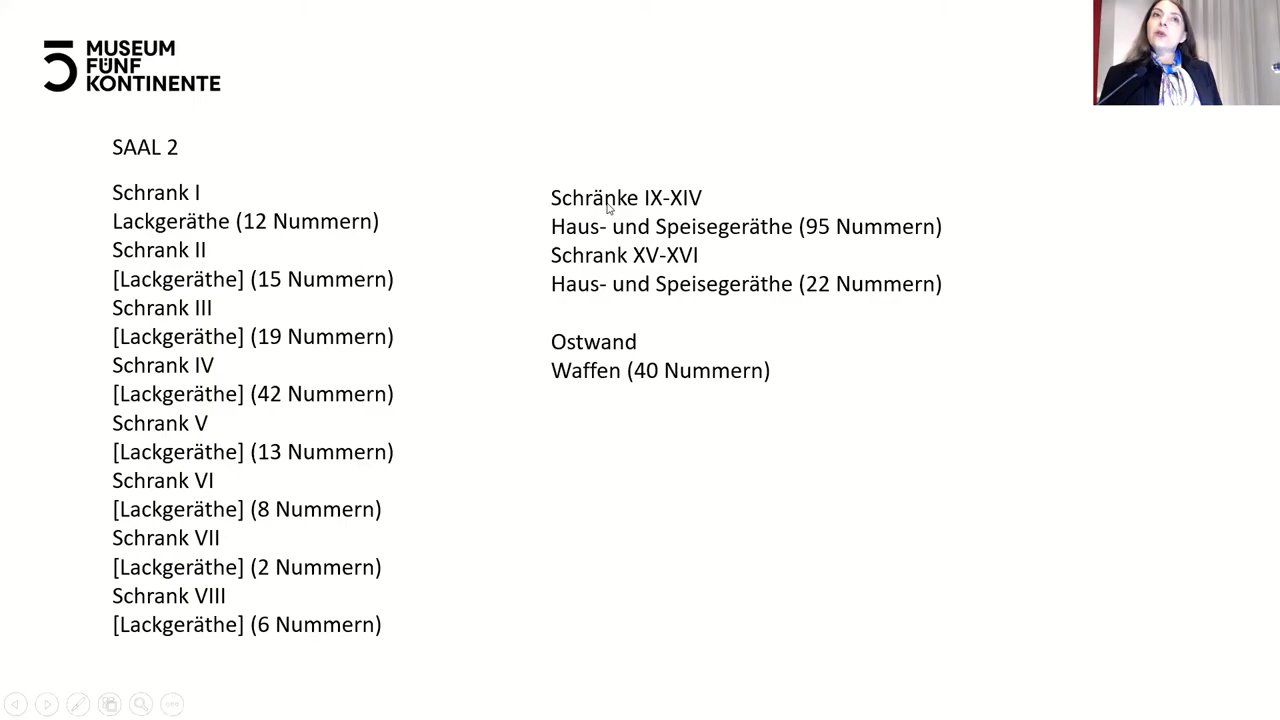 MUSEUM
FÜNF
KONTINENTE
SAAL 2
Schrank I
Lackgeräthe (12 Nummern)
Schrank II
[Lackgeräthe] (15 Nummern)
Schrank III
[Lackgeräthe] (19 Nummern)
Schrank IV
[Lackgeräthe] (42 Nummern)
Schrank V
[Lackgeräthe] (13 Nummern)
Schrank VI
[Lackgeräthe] (8 Nummern)
Schrank VII
[Lackgeräthe] (2 Nummern)
Schrank VIII
[Lackgeräthe] (6 Nummern)
Schränke IX-XIV
Haus- und Speisegeräthe (95 Nummern)
Schrank XV-XVI
Haus- und Speisegeräthe (22 Nummern)
Ostwand
Waffen (40 Nummern)